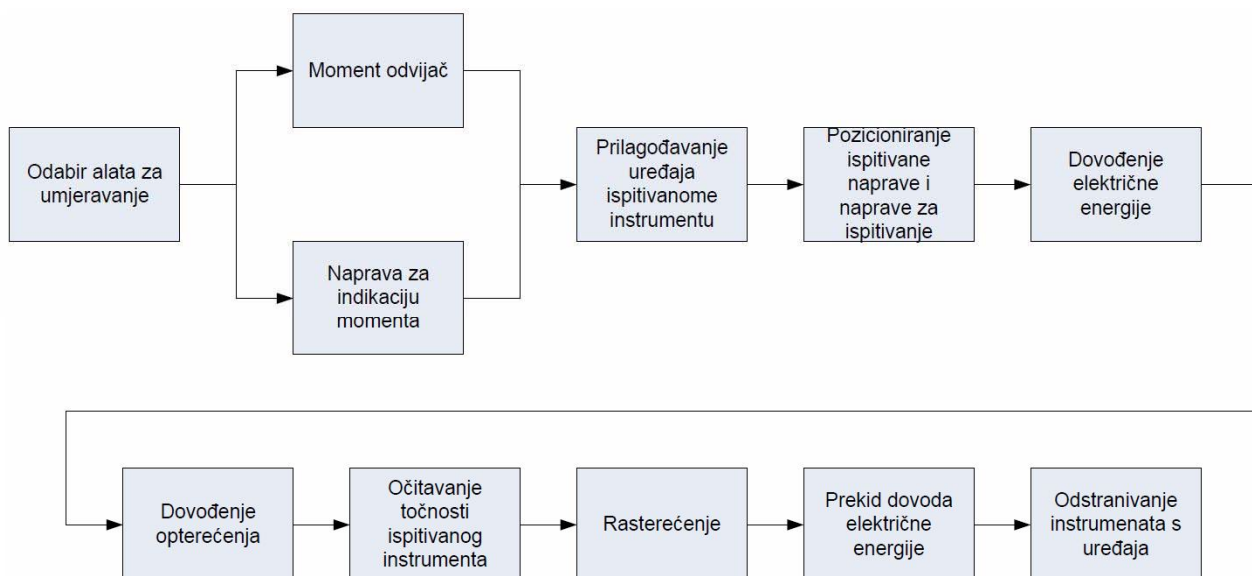 Odabir alata za
umjeravanje
Moment odvijač
Naprava za
indikaciju
momenta
Prilagođavanje
uređaja
ispitivanome
instrumentu
Pozicioniranje
ispitivane
naprave i
naprave za
ispitivanje
Dovođenje
električne
energije
Dovođenje
opterećenja
Očitavanje
točnosti
ispitivanog
instrumenta
Rasterećenje
Prekid dovoda
električne
energije
Odstranivanje
instrumenata s
uređaja